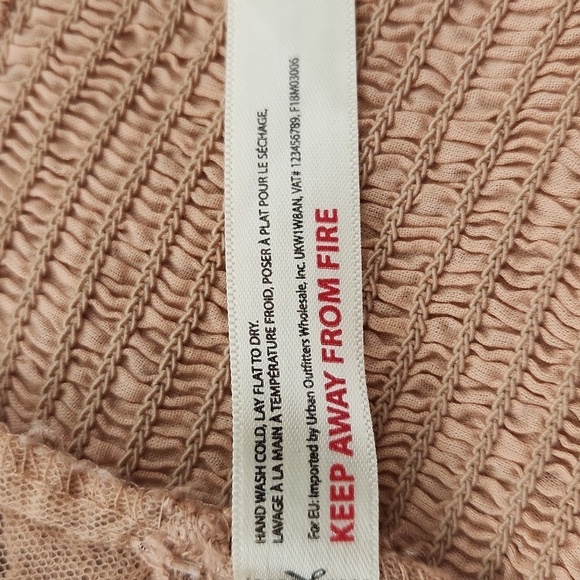 HAND WASH COLD, LAY FLAT TO DRY.
LAVAGE À LA MAIN À TEMPÉRATURE FROID, POSER À PLAT POUR LE SÉCHAGE,
For EU: Imported by Urban Outfitters Wholesale, Inc. UKW1W8AN, VAT# 123456789, F18M03006
KEEP AWAY FROM FIRE